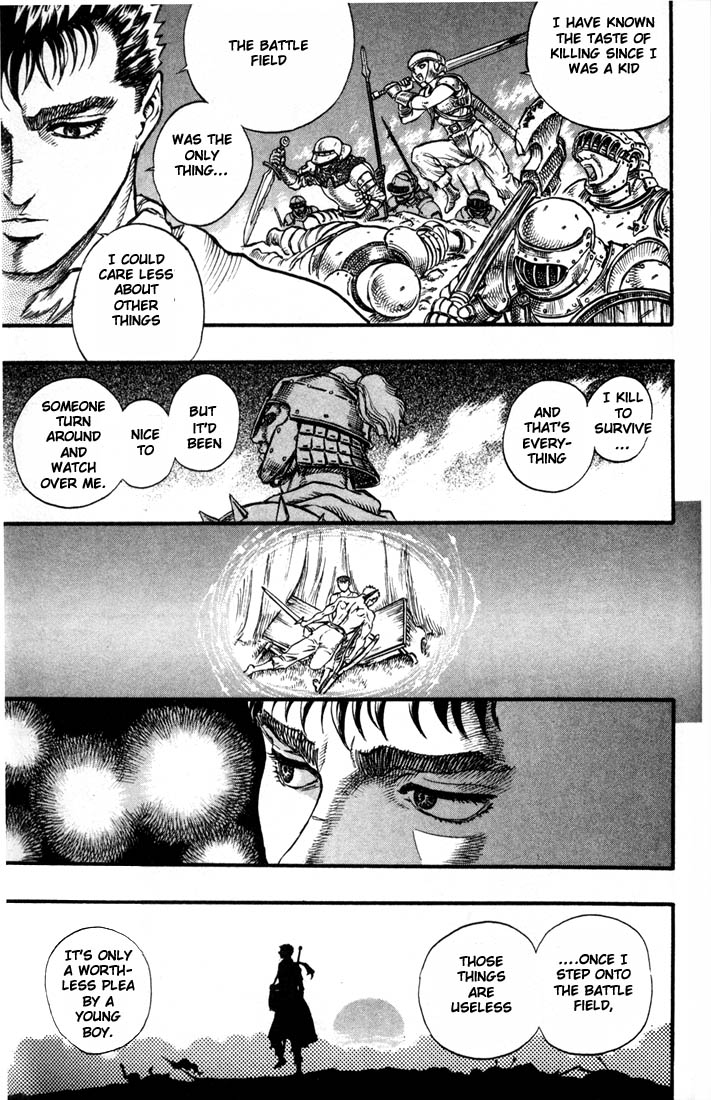 I HAVE KNOWN
THE TASTE OF
KILLING SINCE I
WAS A KID
THE BATTLE
FIELD
WAS THE
ONLY
THING...
I COULD
CARE LESS
ABOUT
OTHER
THINGS
I KILL
TO
SURVIVE
...
AND
THAT'S
EVERY-
THING
BUT
IT'D
BEEN
NICE
TO
SOMEONE
TURN
AROUND
AND
WATCH
OVER ME.
....ONCE I
STEP ONTO
THE BATTLE
FIELD,
THOSE
THINGS
ARE
USELESS
IT'S ONLY
A WORTH-
LESS PLEA
BY A
YOUNG
BOY.